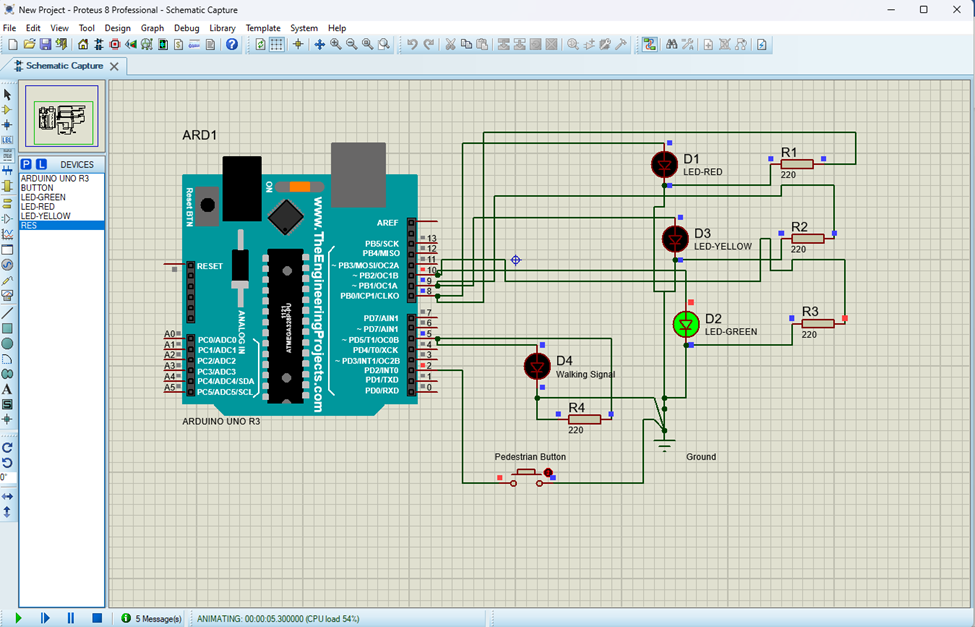 New Project - Proteus 8 Professional - Schematic Capture
File Edit View Tool Design Graph Debug Library Template System Help
Schematic Capture
P L DEVICES
ARDUINO UNO R3
BUTTON
LED-GREEN
LED-RED
LED-YELLOW
RES
ARD1
Reset BTN
ON
www.TheEngineeringProjects.com
ANALOG IN
ATMEGA328P-PU
1121
RESET
AREF
PB5/SCK 13
PB4/MISO 12
~ PB3/MOSI/OC2A 11
~ PB2/OC1B 10
~ PB1/OC1A 9
PB0/ICP1/CLKO 8
PD7/AIN1 7
~ PD7/AIN1 6
~ PD5/T1/OC0B 5
PD4/T0/XCK 4
~ PD3/INT1/OC2B 3
PD2/INT0 2
PD1/TXD 1
PD0/RXD 0
A0 PC0/ADC0
A1 PC1/ADC1
A2 PC2/ADC2
A3 PC3/ADC3
A4 PC4/ADC4/SDA
A5 PC5/ADC5/SCL
ARDUINO UNO R3
D1
LED-RED
R1
220
D3
LED-YELLOW
R2
220
D2
LED-GREEN
R3
220
D4
Walking Signal
R4
220
Pedestrian Button
Ground
0°
5 Message(s)
ANIMATING: 00:00:05.300000 (CPU load 54%)